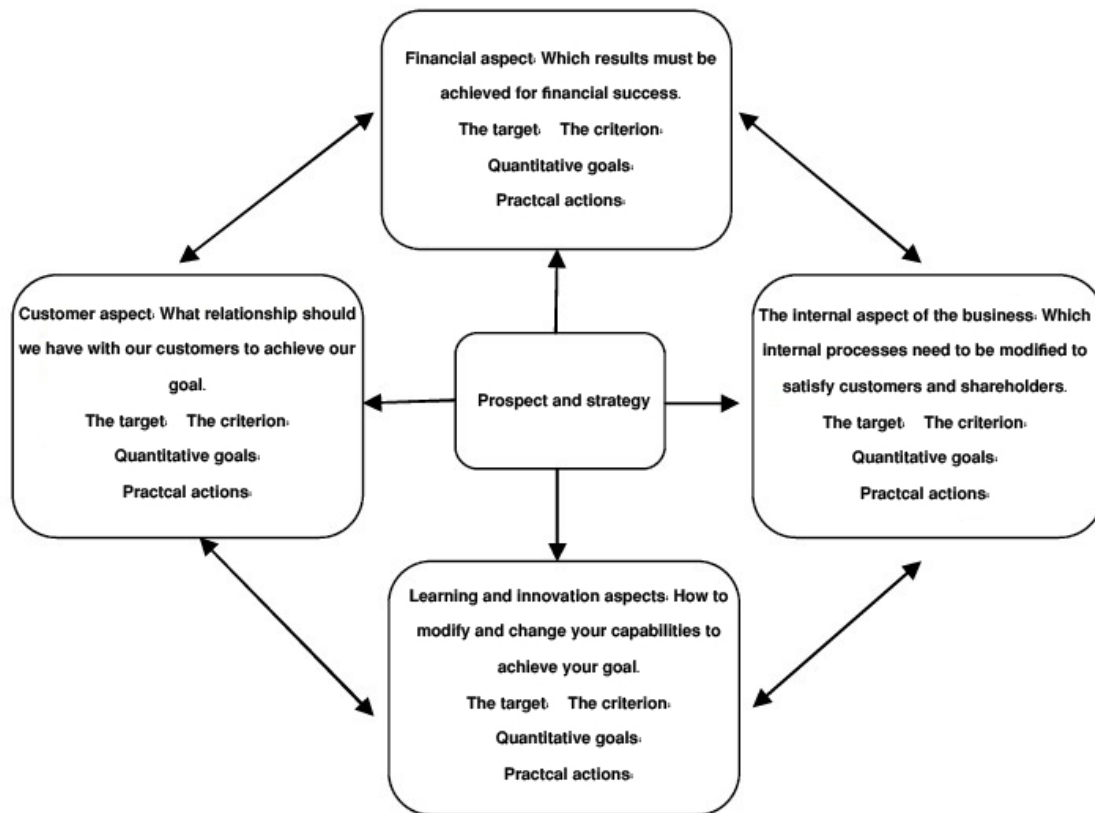 Financial aspect: Which results must be
achieved for financial success.
The target: The criterion:
Quantitative goals:
Practcal actions:
Customer aspect: What relationship should
we have with our customers to achieve our
goal.
The target: The criterion:
Quantitative goals:
Practcal actions:
Prospect and strategy
The internal aspect of the business: Which
internal processes need to be modified to
satisfy customers and shareholders.
The target: The criterion:
Quantitative goals:
Practcal actions:
Learning and innovation aspects: How to
modify and change your capabilities to
achieve your goal.
The target: The criterion:
Quantitative goals:
Practcal actions: